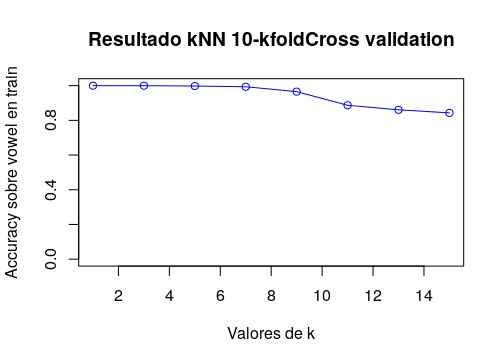 Resultado kNN 10-kfoldCross validation
Accuracy sobre vowel en train
0.8
0.4
0.0
2 4 6 8 10 12 14
Valores de k